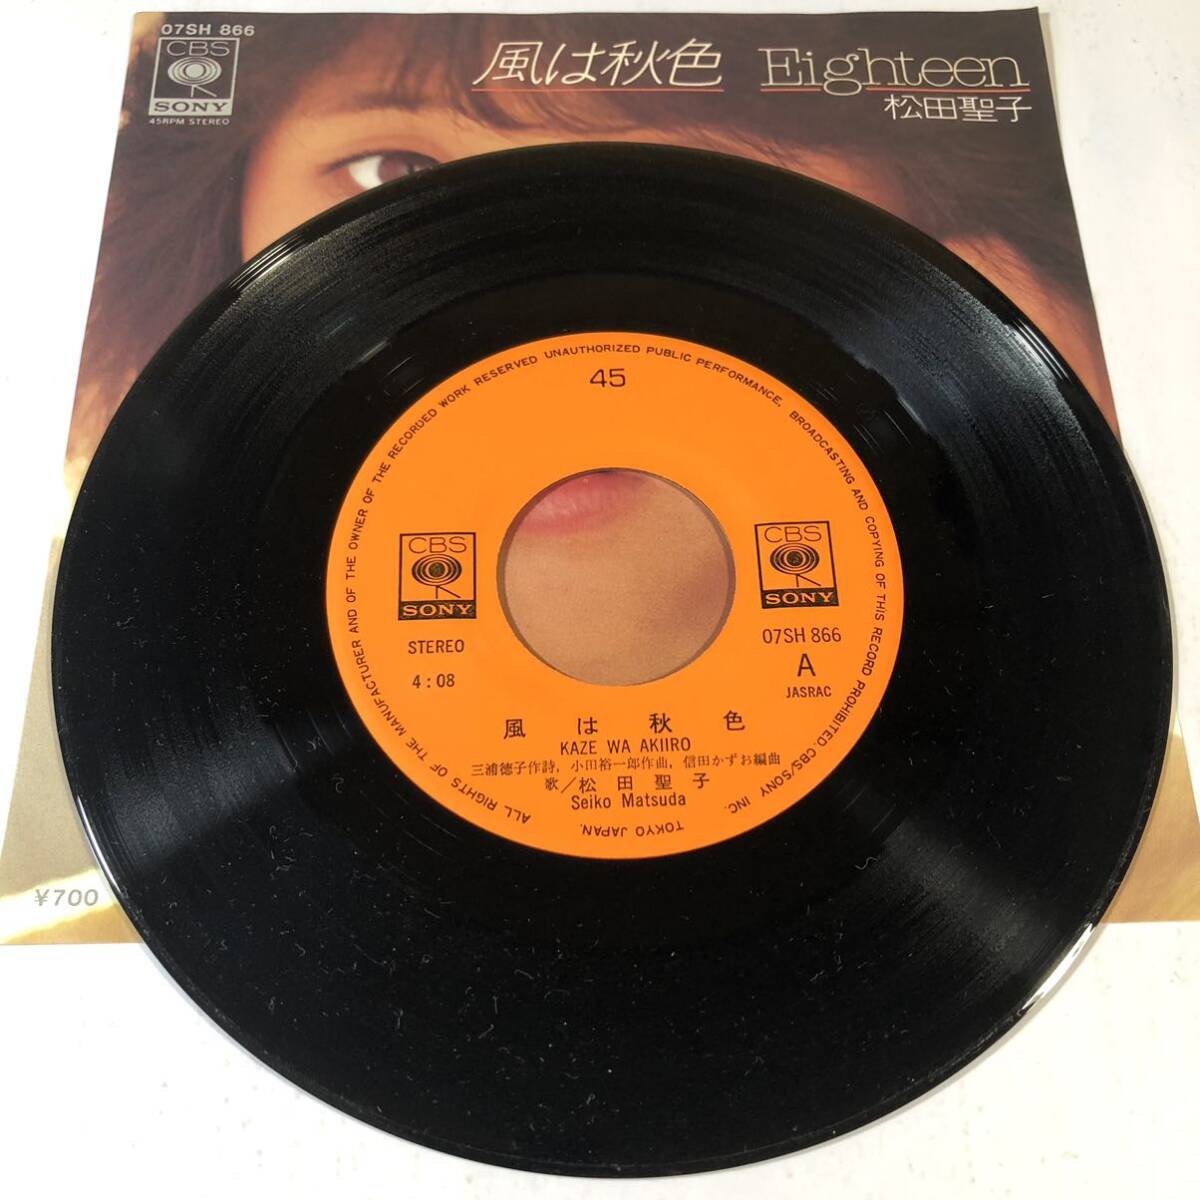 07SH 866
CBS
SONY
45RPM STEREO
風は秋色 Eighteen
松田聖子
¥700
ALL RIGHTS OF THE MANUFACTURER AND OF THE OWNER OF THE RECORDED WORK RESERVED UNAUTHORIZED PUBLIC PERFORMANCE, BROADCASTING AND COPYING OF THIS RECORD PROHIBITED. CBS/SONY INC. TOKYO JAPAN.
45
CBS
SONY
STEREO
4:08
CBS
SONY
07SH 866
A
JASRAC
風は秋色
KAZE WA AKIIRO
三浦徳子作詩, 小田裕一郎作曲, 信田かずお編曲
歌/松田聖子
Seiko Matsuda